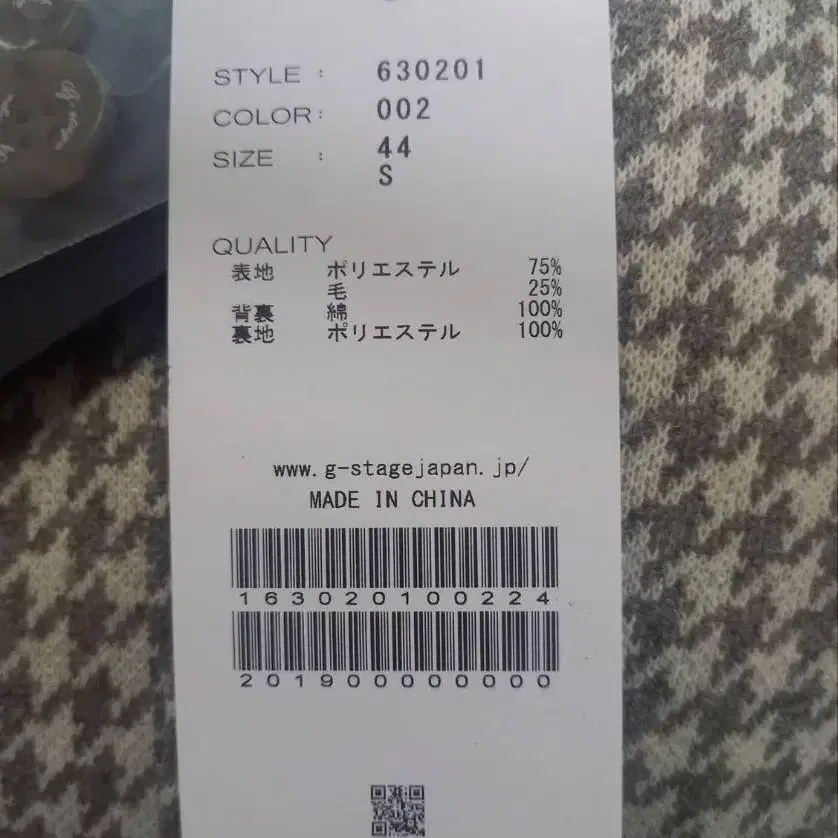 STYLE : 630201
COLOR: 002
SIZE : 44
S
QUALITY
表地 ポリエステル 75%
毛 25%
背裏 綿 100%
裏地 ポリエステル 100%
www.g-stagejapan.jp/
MADE IN CHINA
163020100224
2019000000000